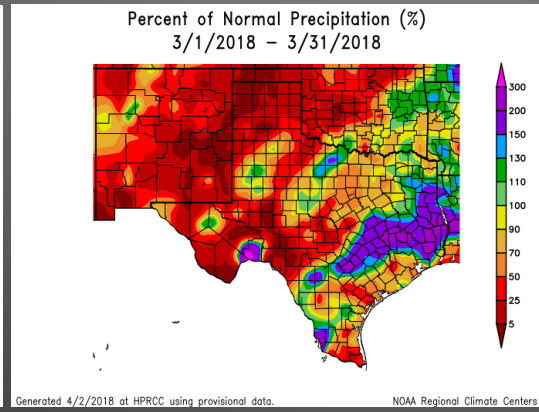 Percent of Normal Precipitation (%)
3/1/2018 – 3/31/2018
300
200
150
130
110
100
90
70
50
25
5
Generated 4/2/2018 at HPRCC using provisional data.
NOAA Regional Climate Centers